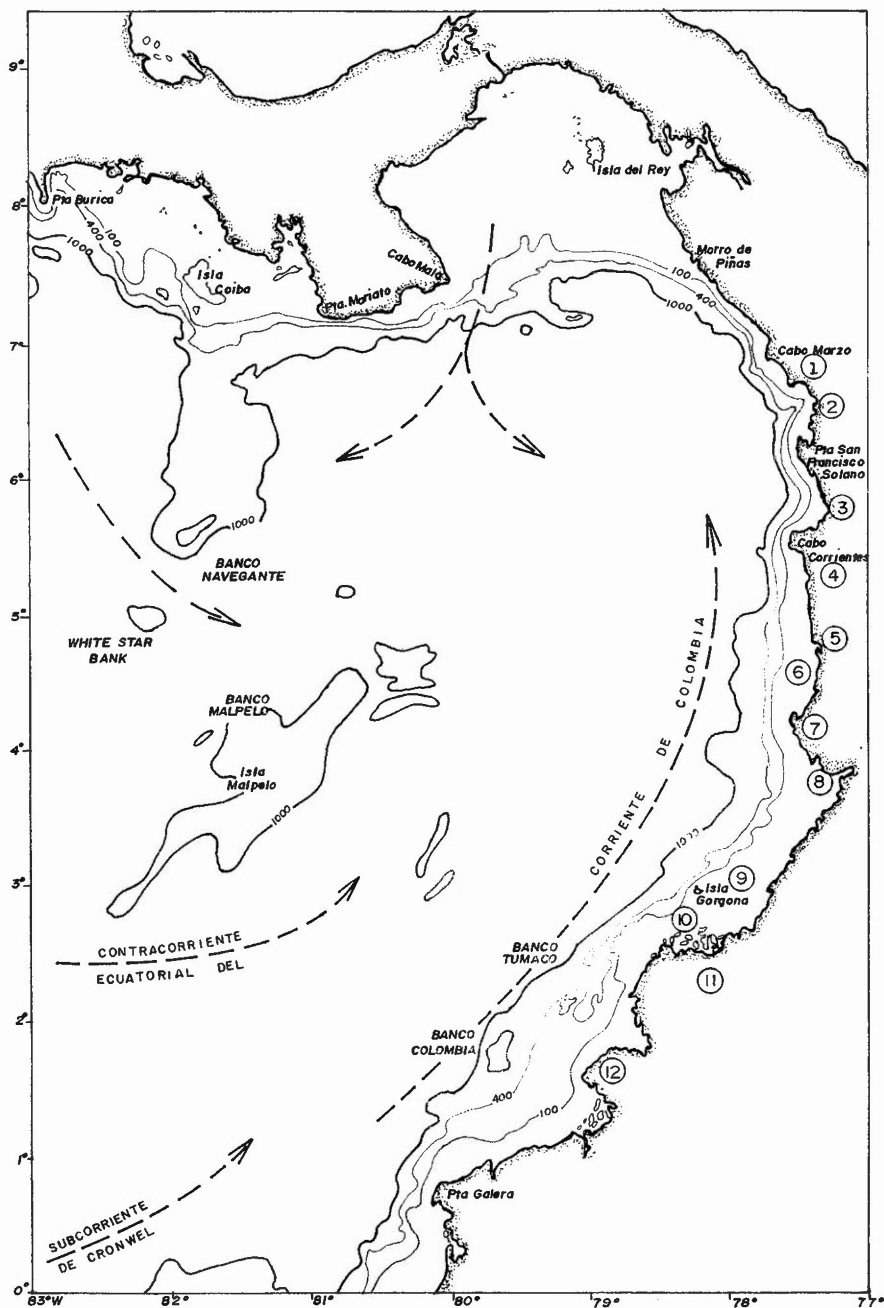 9°
8°
7°
6°
5°
4°
3°
2°
1°
0°
83°W
82°
81°
80°
79°
78°
77°
Pta Burica
100
400
1000
Isla
Coiba
Pta. Mariato
Cabo Mala
Isla del Rey
Morro de
Piñas
100
400
1000
Cabo Marzo
1
2
Pta San
Francisco
Solano
3
Cabo
Corrientes
4
5
6
7
8
9
Isla
Gorgona
10
11
12
1000
BANCO
NAVEGANTE
WHITE STAR
BANK
BANCO
MALPELO
Isla
Malpelo
1000
CORRIENTE DE COLOMBIA
1000
CONTRACORRIENTE
ECUATORIAL DEL
BANCO
TUMACO
BANCO
COLOMBIA
400
100
Pta Galera
SUBCORRIENTE
DE CRONWEL